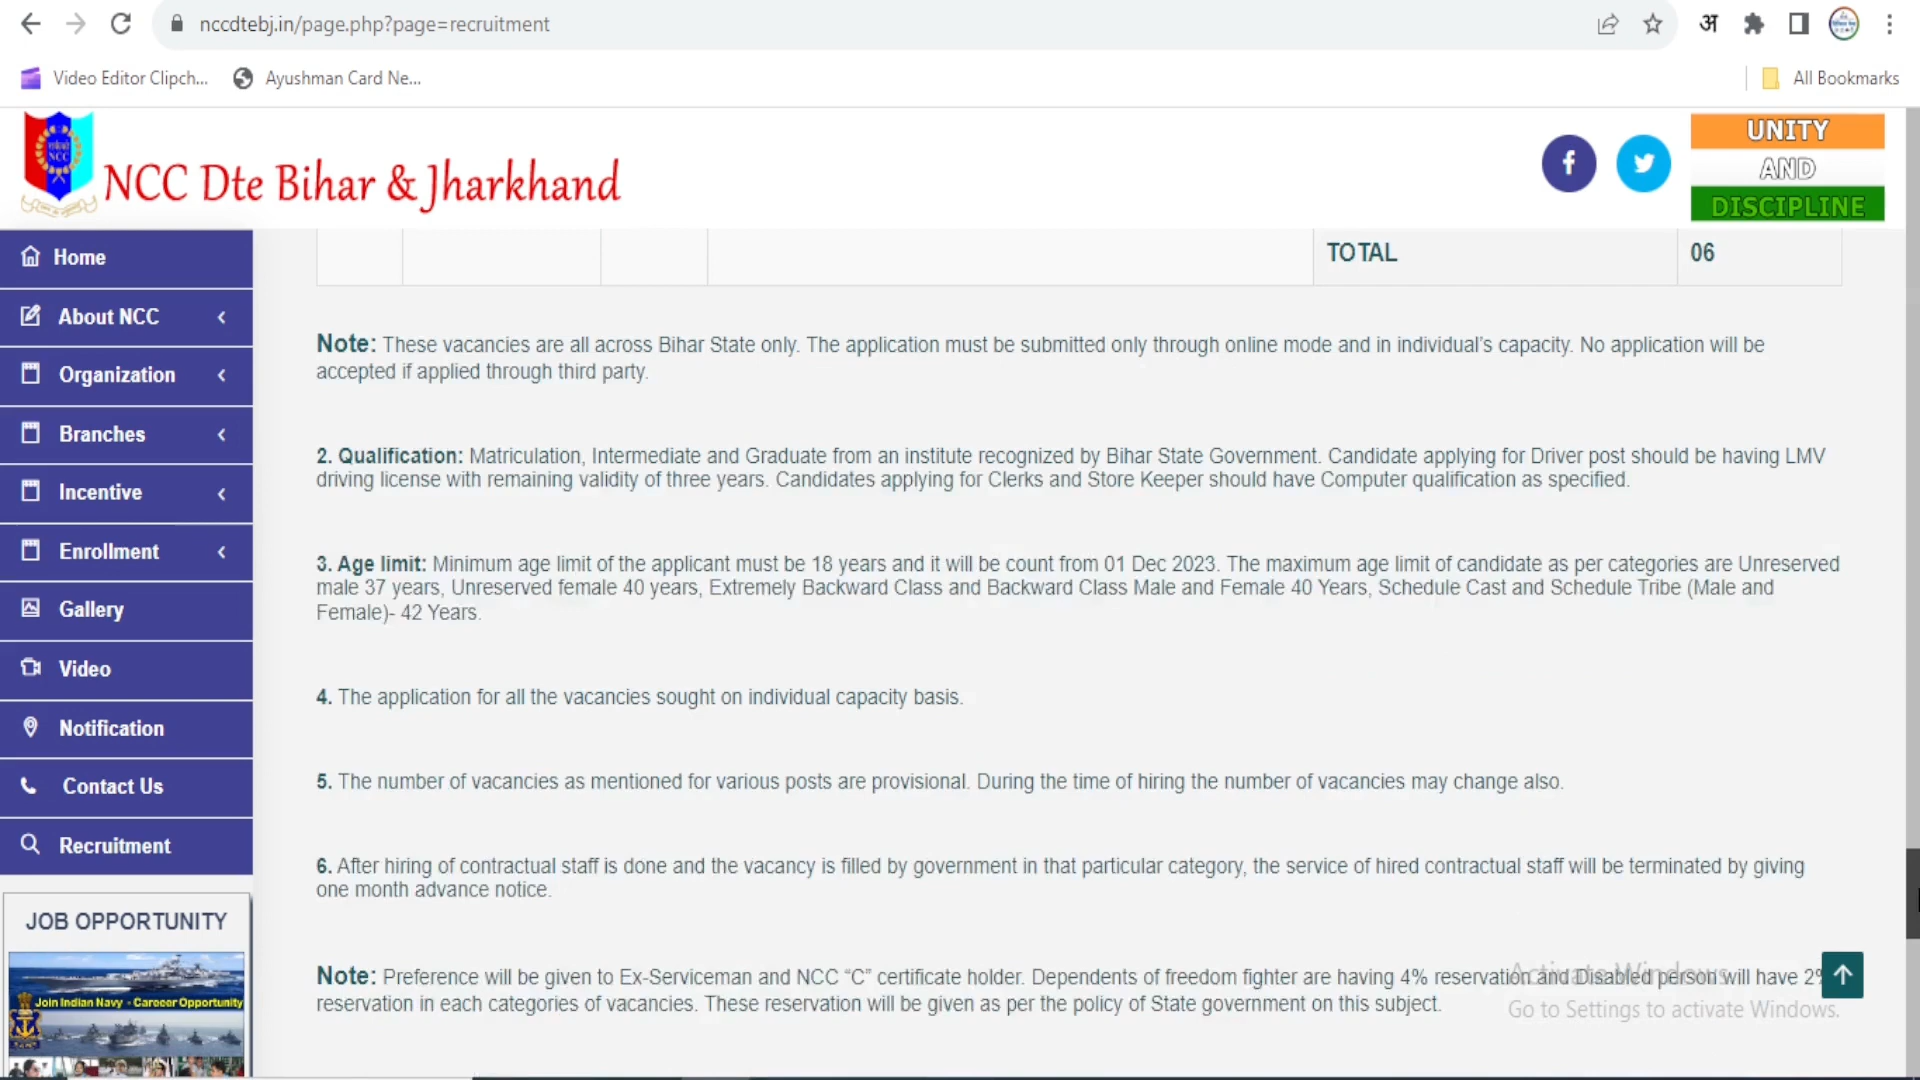 nccdtebj.in/page.php?page=recruitment
अ
Video Editor Clipch...
Ayushman Card Ne...
All Bookmarks
NCC
NCC Dte Bihar & Jharkhand
UNITY
AND
DISCIPLINE
Home
About NCC
Organization
Branches
Incentive
Enrollment
Gallery
Video
Notification
Contact Us
Recruitment
JOB OPPORTUNITY
Join Indian Navy - Career Opportunity
TOTAL 06
Note: These vacancies are all across Bihar State only. The application must be submitted only through online mode and in individual's capacity. No application will be
accepted if applied through third party.
2. Qualification: Matriculation, Intermediate and Graduate from an institute recognized by Bihar State Government. Candidate applying for Driver post should be having LMV
driving license with remaining validity of three years. Candidates applying for Clerks and Store Keeper should have Computer qualification as specified.
3. Age limit: Minimum age limit of the applicant must be 18 years and it will be count from 01 Dec 2023. The maximum age limit of candidate as per categories are Unreserved
male 37 years, Unreserved female 40 years, Extremely Backward Class and Backward Class Male and Female 40 Years, Schedule Cast and Schedule Tribe (Male and
Female)- 42 Years.
4. The application for all the vacancies sought on individual capacity basis.
5. The number of vacancies as mentioned for various posts are provisional. During the time of hiring the number of vacancies may change also.
6. After hiring of contractual staff is done and the vacancy is filled by government in that particular category, the service of hired contractual staff will be terminated by giving
one month advance notice.
Note: Preference will be given to Ex-Serviceman and NCC “C” certificate holder. Dependents of freedom fighter are having 4% reservation and Disabled person will have 2%
reservation in each categories of vacancies. These reservation will be given as per the policy of State government on this subject.
Activate Windows
Go to Settings to activate Windows.